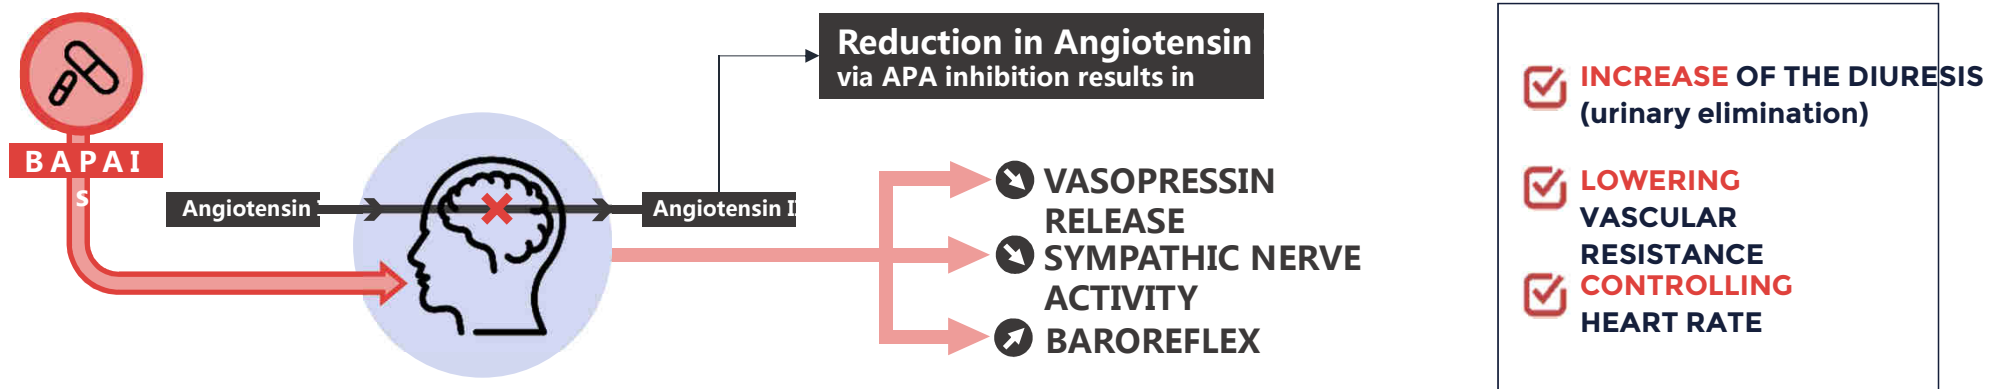 BAPAI
s
Angiotensin
Angiotensin II
Reduction in Angiotensin
via APA inhibition results in
VASOPRESSIN
RELEASE
SYMPATHIC NERVE
ACTIVITY
BAROREFLEX
INCREASE OF THE DIURESIS
(urinary elimination)
LOWERING
VASCULAR
RESISTANCE
CONTROLLING
HEART RATE